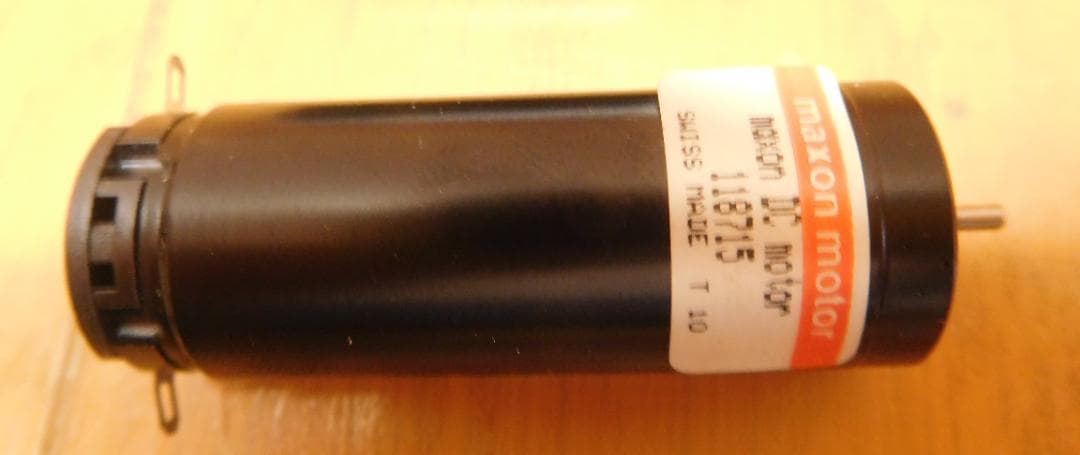 maxon motor
maxon DC motor
118715
SWISS MADE T 10